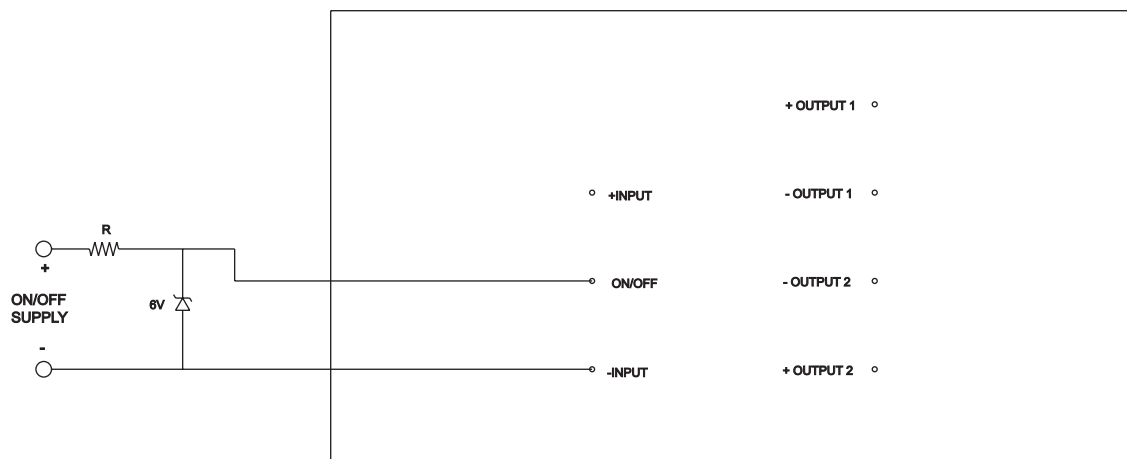 + OUTPUT 1
+INPUT
- OUTPUT 1
R
+
ON/OFF
SUPPLY
-
6V
ON/OFF
- OUTPUT 2
-INPUT
+ OUTPUT 2